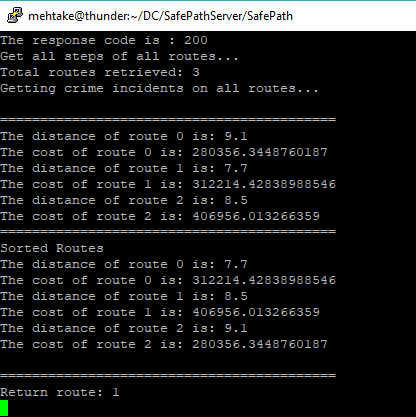 mehtake@thunder:~/DC/SafePathServer/SafePath
The response code is : 200
Get all steps of all routes...
Total routes retrieved: 3
Getting crime incidents on all routes...
==========================================
The distance of route 0 is: 9.1
The cost of route 0 is: 280356.3448760187
The distance of route 1 is: 7.7
The cost of route 1 is: 312214.42838988546
The distance of route 2 is: 8.5
The cost of route 2 is: 406956.013266359
==========================================
Sorted Routes
The distance of route 0 is: 7.7
The cost of route 0 is: 312214.42838988546
The distance of route 1 is: 8.5
The cost of route 1 is: 406956.013266359
The distance of route 2 is: 9.1
The cost of route 2 is: 280356.3448760187
==========================================
Return route: 1